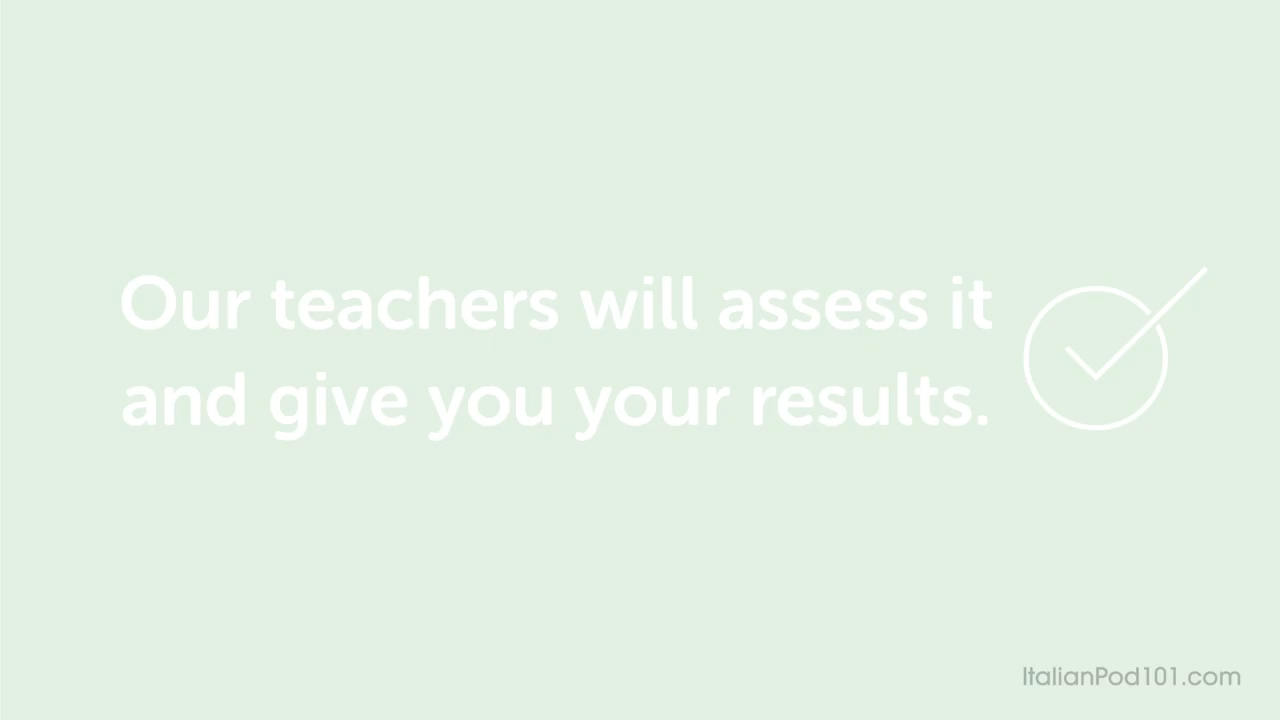 Our teachers will assess it
and give you your results.
ItalianPod101.com